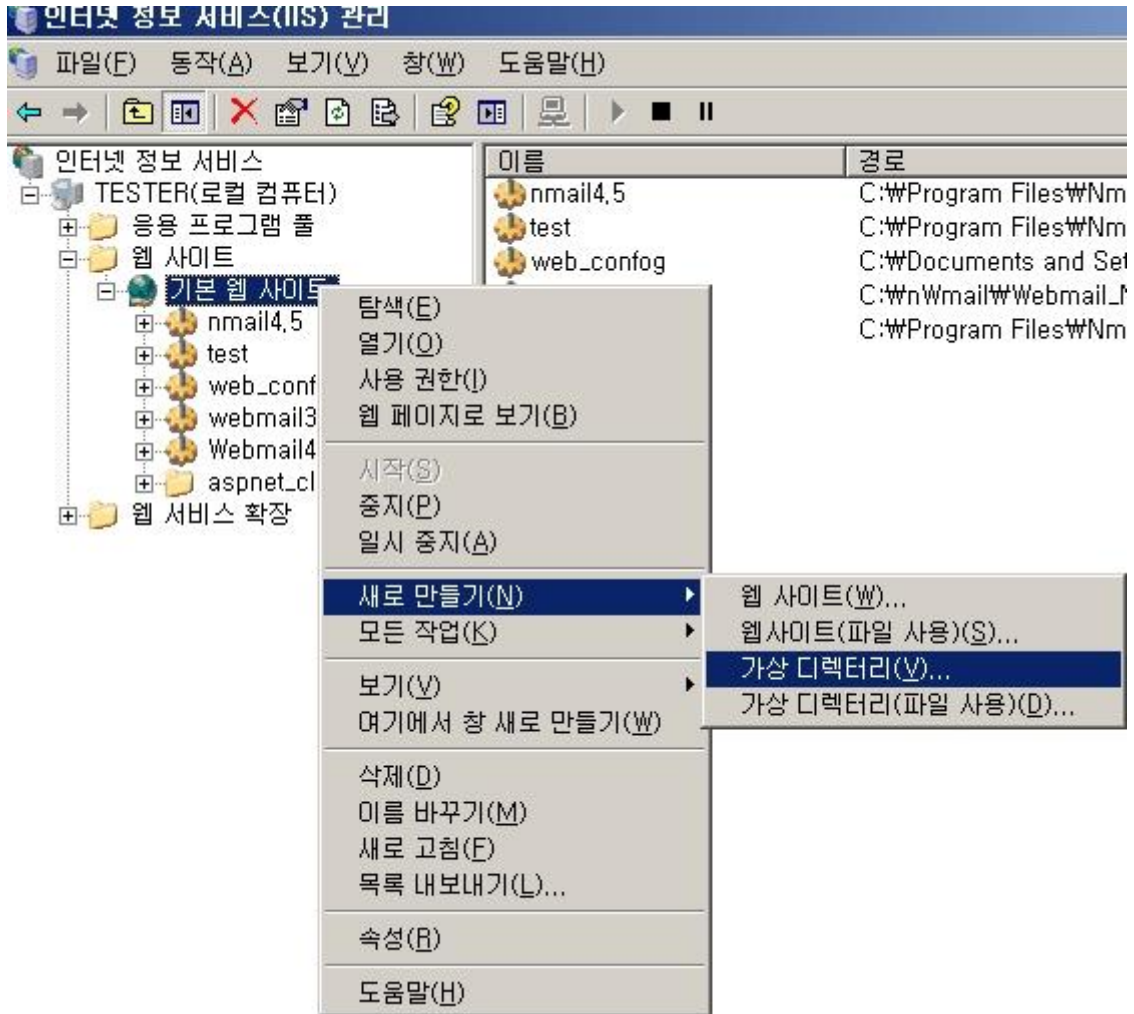 인터넷 정보 서비스(IIS) 관리
파일(F) 동작(A) 보기(V) 창(W) 도움말(H)
인터넷 정보 서비스
TESTER(로컬 컴퓨터)
응용 프로그램 풀
웹 사이트
기본 웹 사이트
nmail4,5
test
web_conf
webmail3
Webmail4
aspnet_cl
웹 서비스 확장
이름 경로
nmail4,5 C:₩Program Files₩Nm
test C:₩Program Files₩Nm
web_confog C:₩Documents and Set
C:₩nWmail₩Webmail_N
C:₩Program Files₩Nm
탐색(E)
열기(O)
사용 권한(I)
웹 페이지로 보기(B)
시작(S)
중지(P)
일시 중지(A)
새로 만들기(N)
모든 작업(K)
보기(V)
여기에서 창 새로 만들기(W)
삭제(D)
이름 바꾸기(M)
새로 고침(F)
목록 내보내기(L)...
속성(R)
도움말(H)
웹 사이트(W)...
웹사이트(파일 사용)(S)...
가상 디렉터리(V)...
가상 디렉터리(파일 사용)(D)...